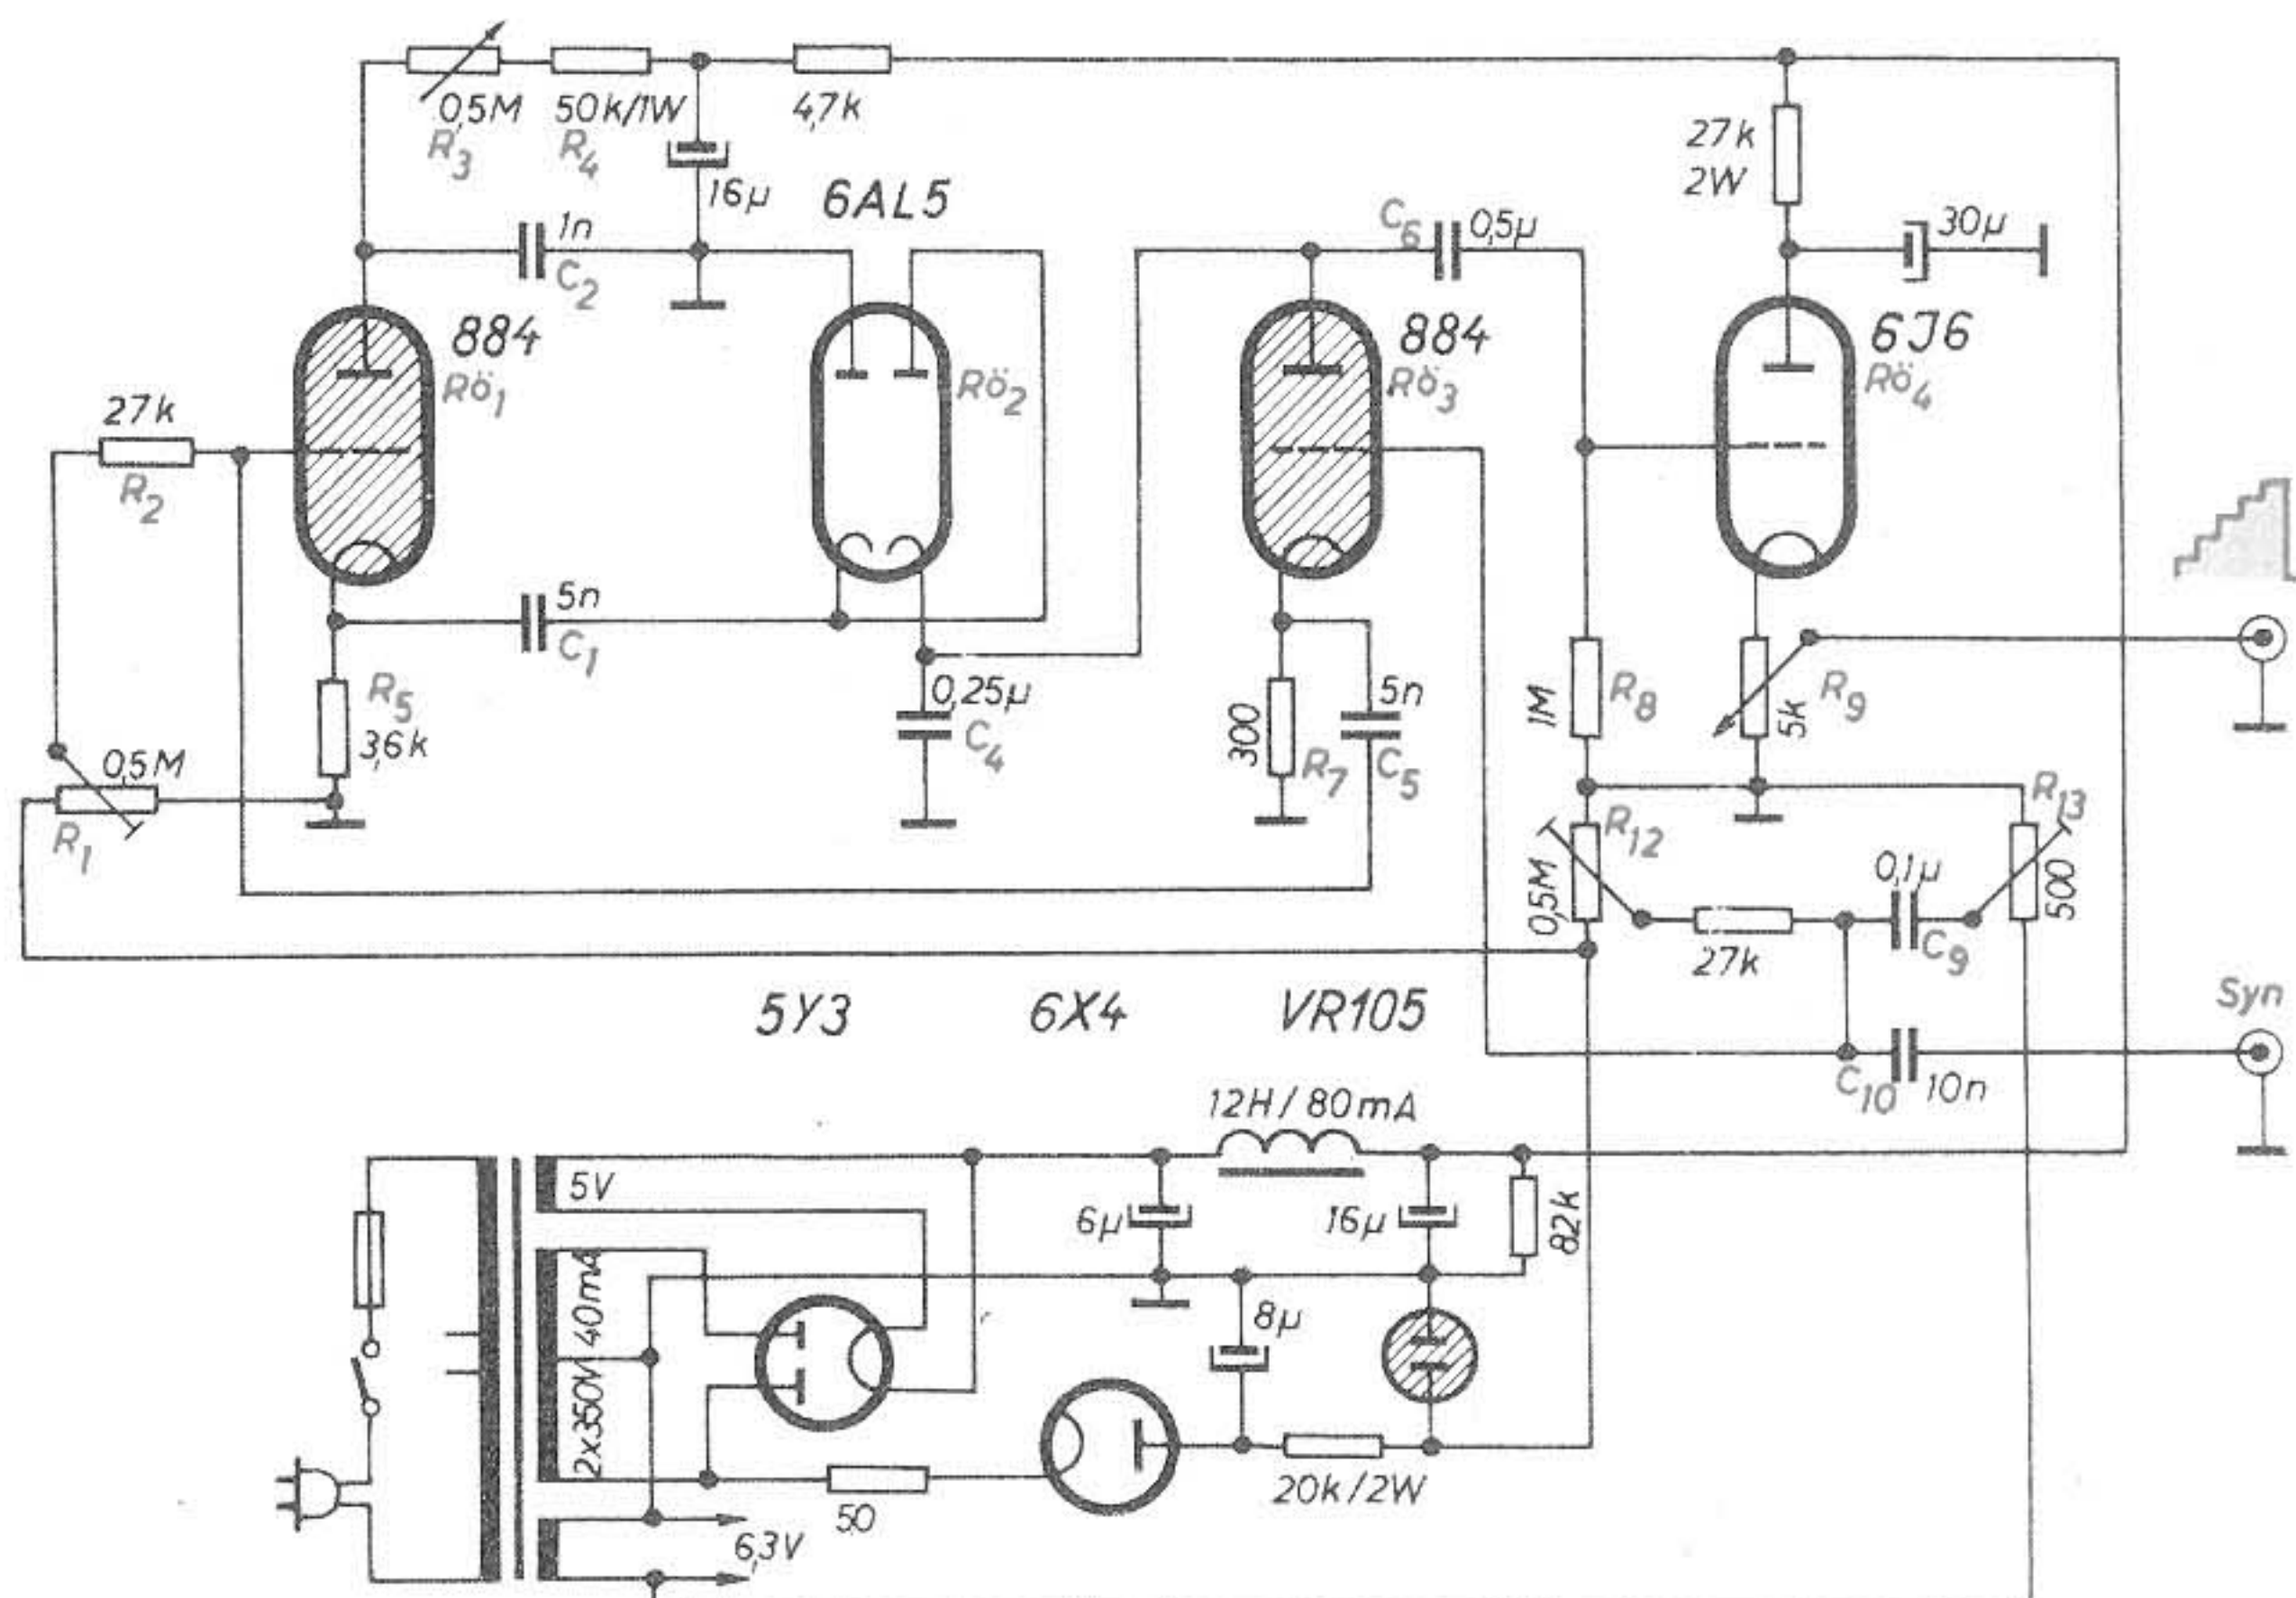 0,5M
R3
50k/1W
R4
4,7k
16µ
6AL5
1n
C2
884
Rö1
Rö2
27k
R2
5n
C1
R5
3,6k
0,5M
R1
0,25µ
C4
C6
0,5µ
884
Rö3
300
R7
5n
C5
27k
2W
30µ
6J6
Rö4
1M
R8
5k
R9
R12
0,5M
R13
500
0,1µ
C9
27k
Syn
C10
10n
5Y3
6X4
VR105
12H/80mA
5V
6µ
16µ
82k
2x350V 40mA
8µ
50
20k/2W
6,3V